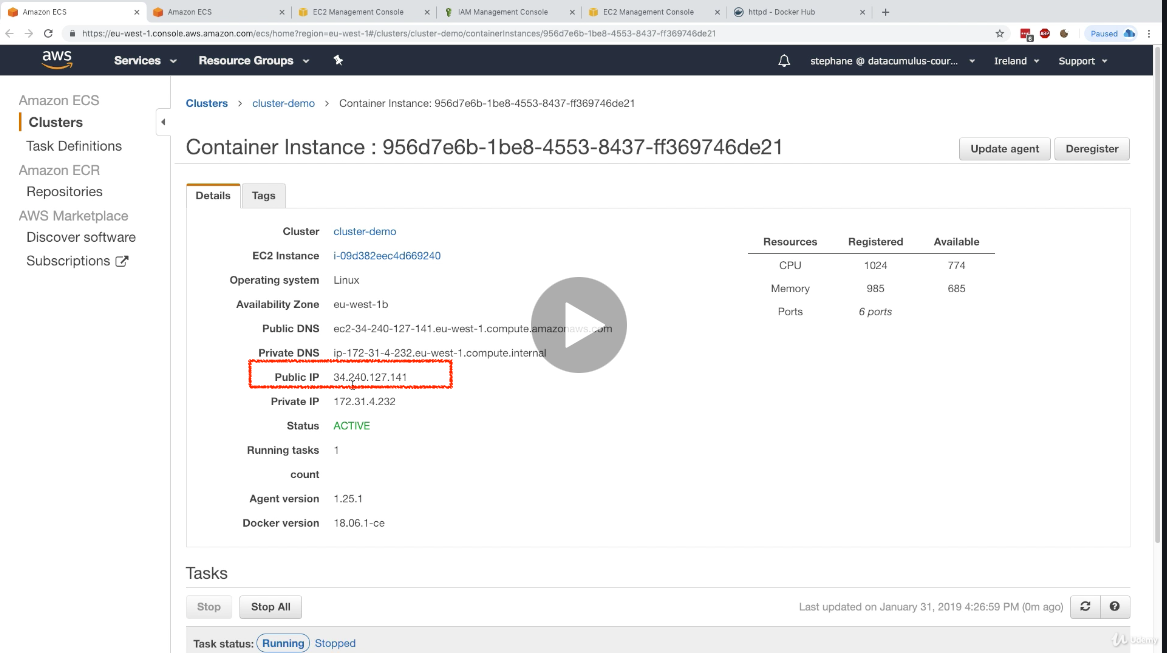 Amazon ECS
Amazon ECS
EC2 Management Console
IAM Management Console
EC2 Management Console
httpd - Docker Hub
https://eu-west-1.console.aws.amazon.com/ecs/home?region=eu-west-1#/clusters/cluster-demo/containerInstances/956d7e6b-1be8-4553-8437-ff369746de21
Paused
aws Services Resource Groups stephane @ datacumulus-cour... Ireland Support
Amazon ECS
Clusters
Task Definitions
Amazon ECR
Repositories
AWS Marketplace
Discover software
Subscriptions
Clusters > cluster-demo > Container Instance: 956d7e6b-1be8-4553-8437-ff369746de21
Container Instance : 956d7e6b-1be8-4553-8437-ff369746de21
Update agent Deregister
Details Tags
Cluster cluster-demo
EC2 Instance i-09d382eec4d669240
Operating system Linux
Availability Zone eu-west-1b
Public DNS ec2-34-240-127-141.eu-west-1.compute.amazonaws.com
Private DNS ip-172-31-4-232.eu-west-1.compute.internal
Public IP 34.240.127.141
Private IP 172.31.4.232
Status ACTIVE
Running tasks 1
count
Agent version 1.25.1
Docker version 18.06.1-ce
Resources Registered Available
CPU 1024 774
Memory 985 685
Ports 6 ports
Tasks
Stop Stop All Last updated on January 31, 2019 4:26:59 PM (0m ago)
Task status: Running Stopped
Udemy